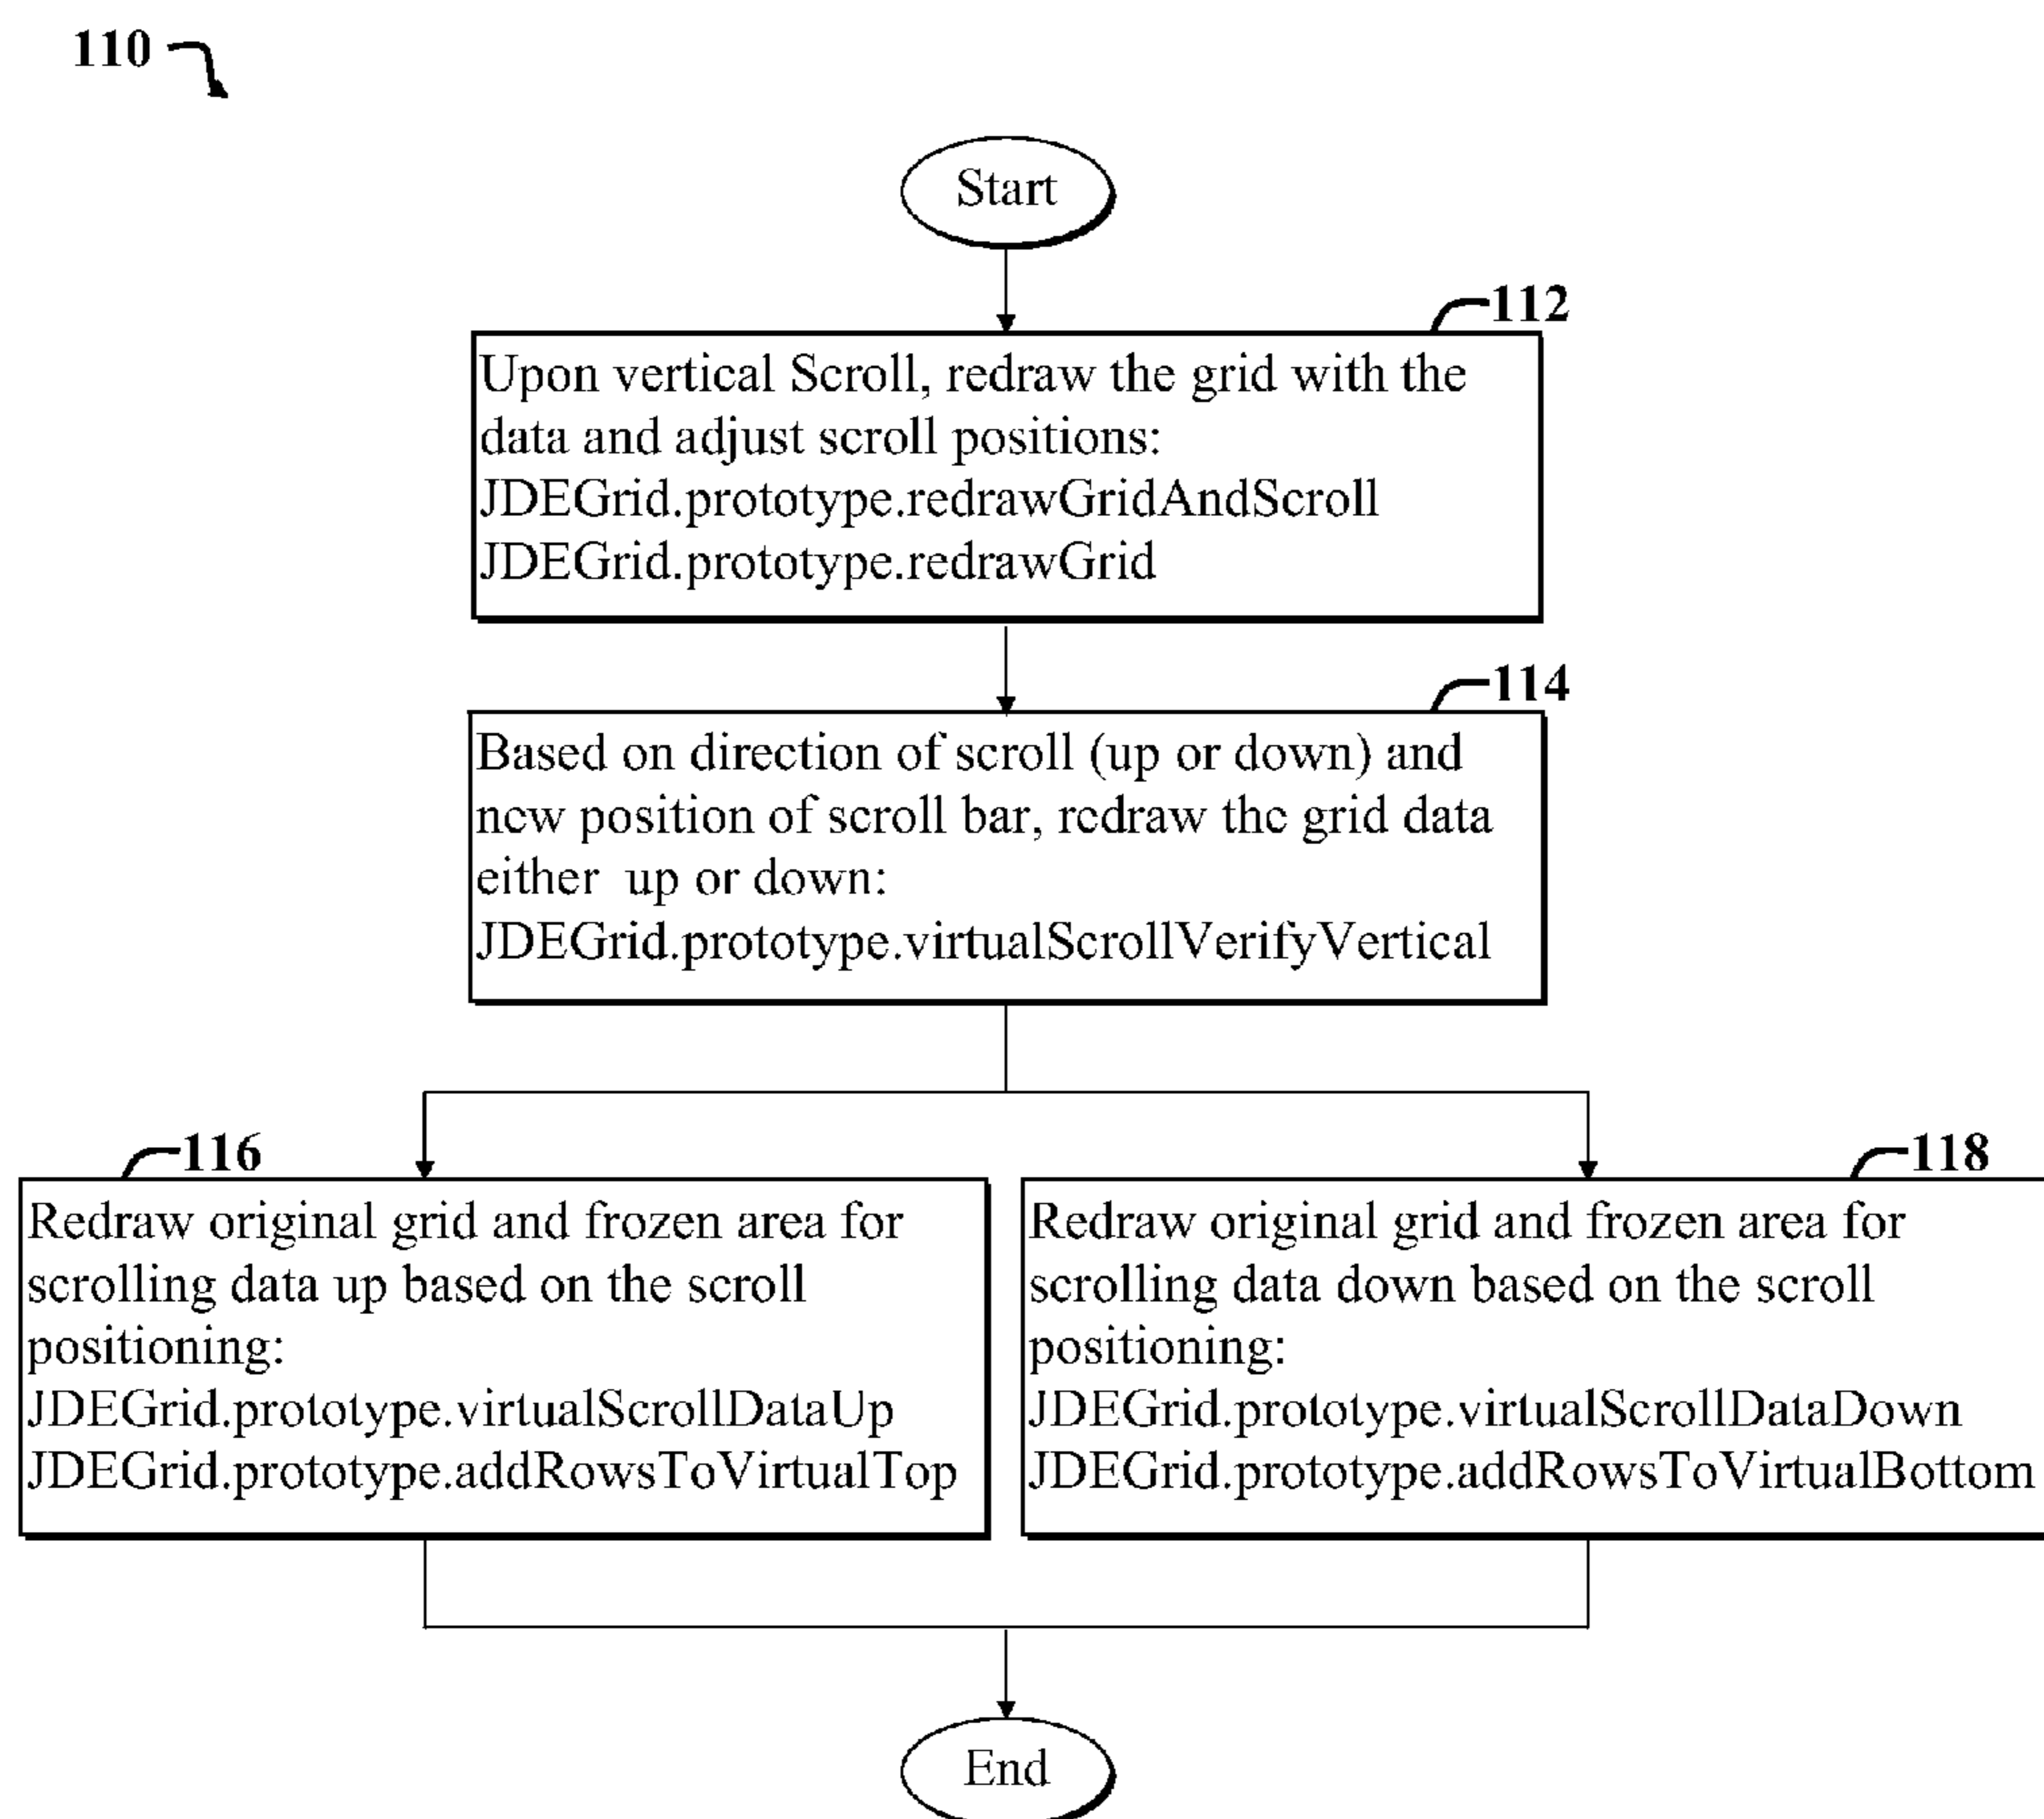 110
Start
112
Upon vertical Scroll, redraw the grid with the
data and adjust scroll positions:
JDEGrid.prototype.redrawGridAndScroll
JDEGrid.prototype.redrawGrid
114
Based on direction of scroll (up or down) and
new position of scroll bar, redraw the grid data
either up or down:
JDEGrid.prototype.virtualScrollVerifyVertical
116
Redraw original grid and frozen area for
scrolling data up based on the scroll
positioning:
JDEGrid.prototype.virtualScrollDataUp
JDEGrid.prototype.addRowsToVirtualTop
118
Redraw original grid and frozen area for
scrolling data down based on the scroll
positioning:
JDEGrid.prototype.virtualScrollDataDown
JDEGrid.prototype.addRowsToVirtualBottom
End